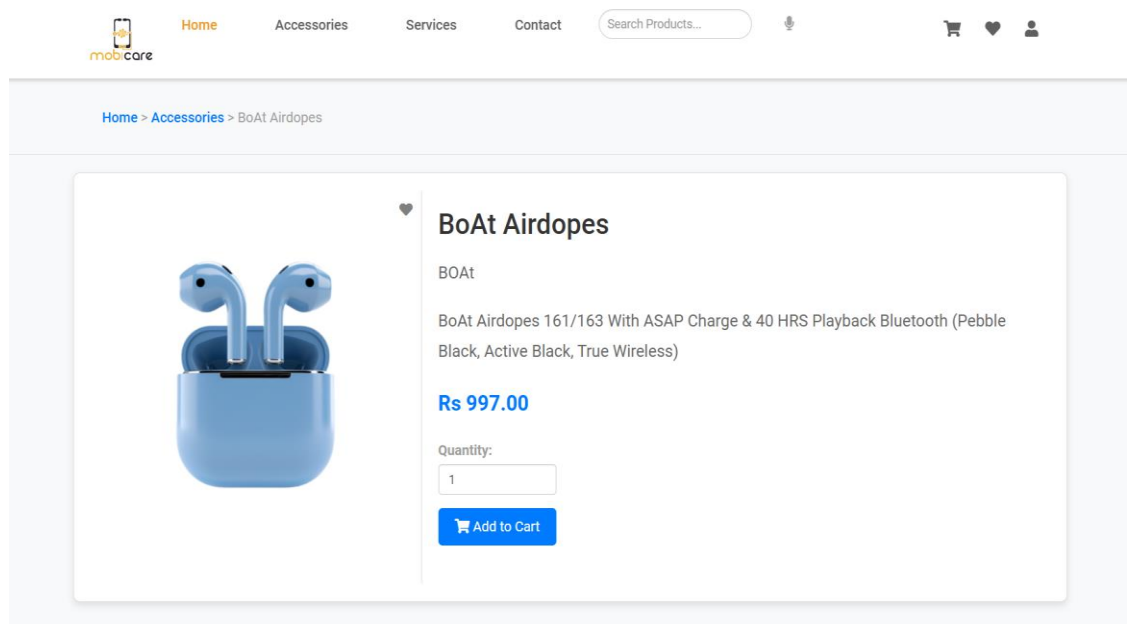 mobicare
Home Accessories Services Contact Search Products...
Home > Accessories > BoAt Airdopes
BoAt Airdopes
BOAt
BoAt Airdopes 161/163 With ASAP Charge & 40 HRS Playback Bluetooth (Pebble
Black, Active Black, True Wireless)
Rs 997.00
Quantity:
1
Add to Cart